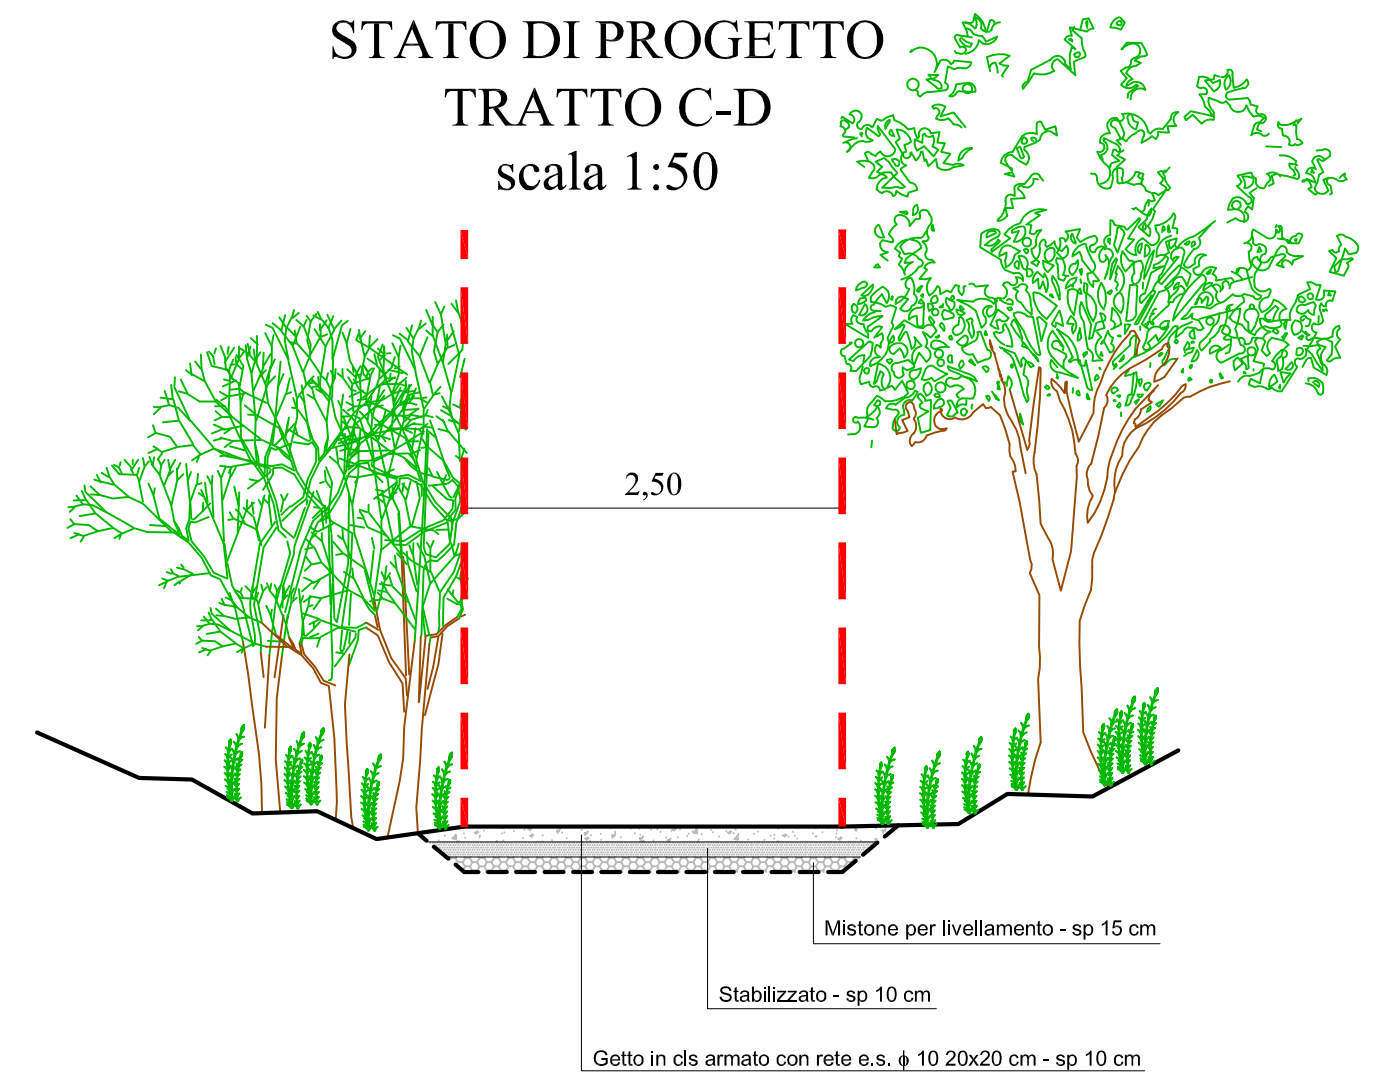 STATO DI PROGETTO
TRATTO C-D
scala 1:50
2,50
Mistone per livellamento - sp 15 cm
Stabilizzato - sp 10 cm
Getto in cls armato con rete e.s. ϕ 10 20x20 cm - sp 10 cm